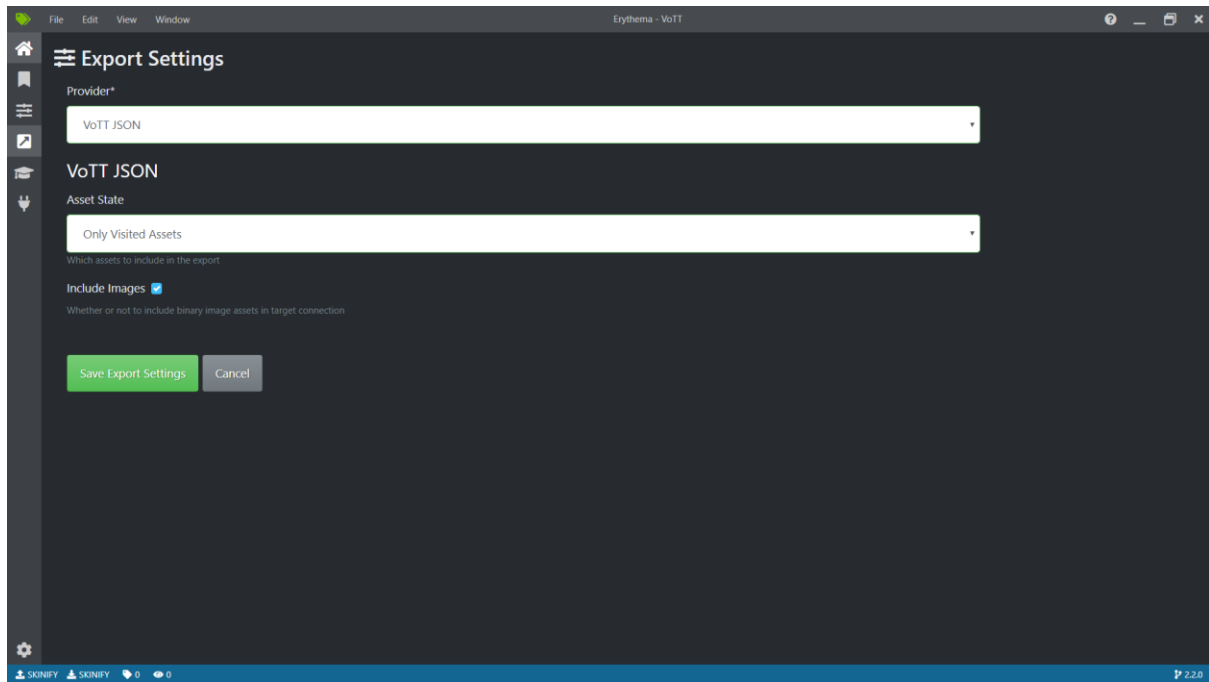 File Edit View Window Erythema - VoTT
Export Settings
Provider*
VoTT JSON
VoTT JSON
Asset State
Only Visited Assets
Which assets to include in the export
Include Images
Whether or not to include binary image assets in target connection
Save Export Settings Cancel
SKINIFY SKINIFY 0 0 2.2.0